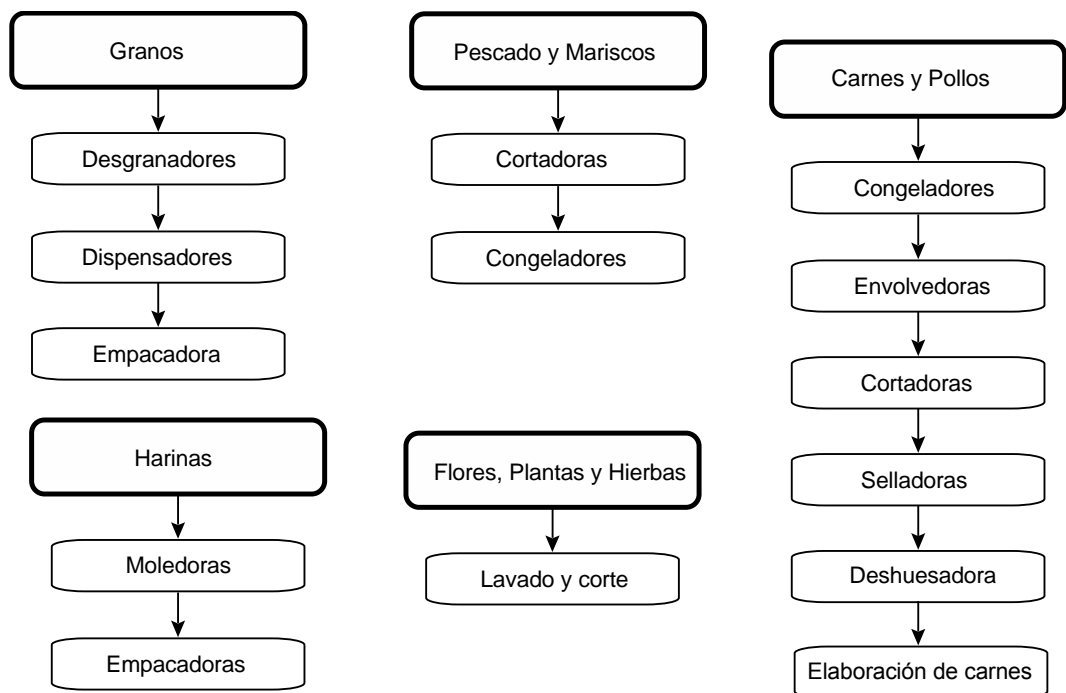 Granos
Desgranadores
Dispensadores
Empacadora
Harinas
Moledoras
Empacadoras
Pescado y Mariscos
Cortadoras
Congeladores
Flores, Plantas y Hierbas
Lavado y corte
Carnes y Pollos
Congeladores
Envolvedoras
Cortadoras
Selladoras
Deshuesadora
Elaboración de carnes